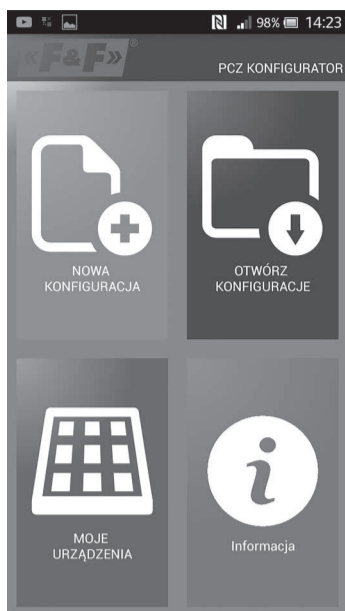 98% 14:23
«F&F»®
PCZ KONFIGURATOR
NOWA
KONFIGURACJA
OTWÓRZ
KONFIGURACJE
MOJE
URZĄDZENIA
Informacja